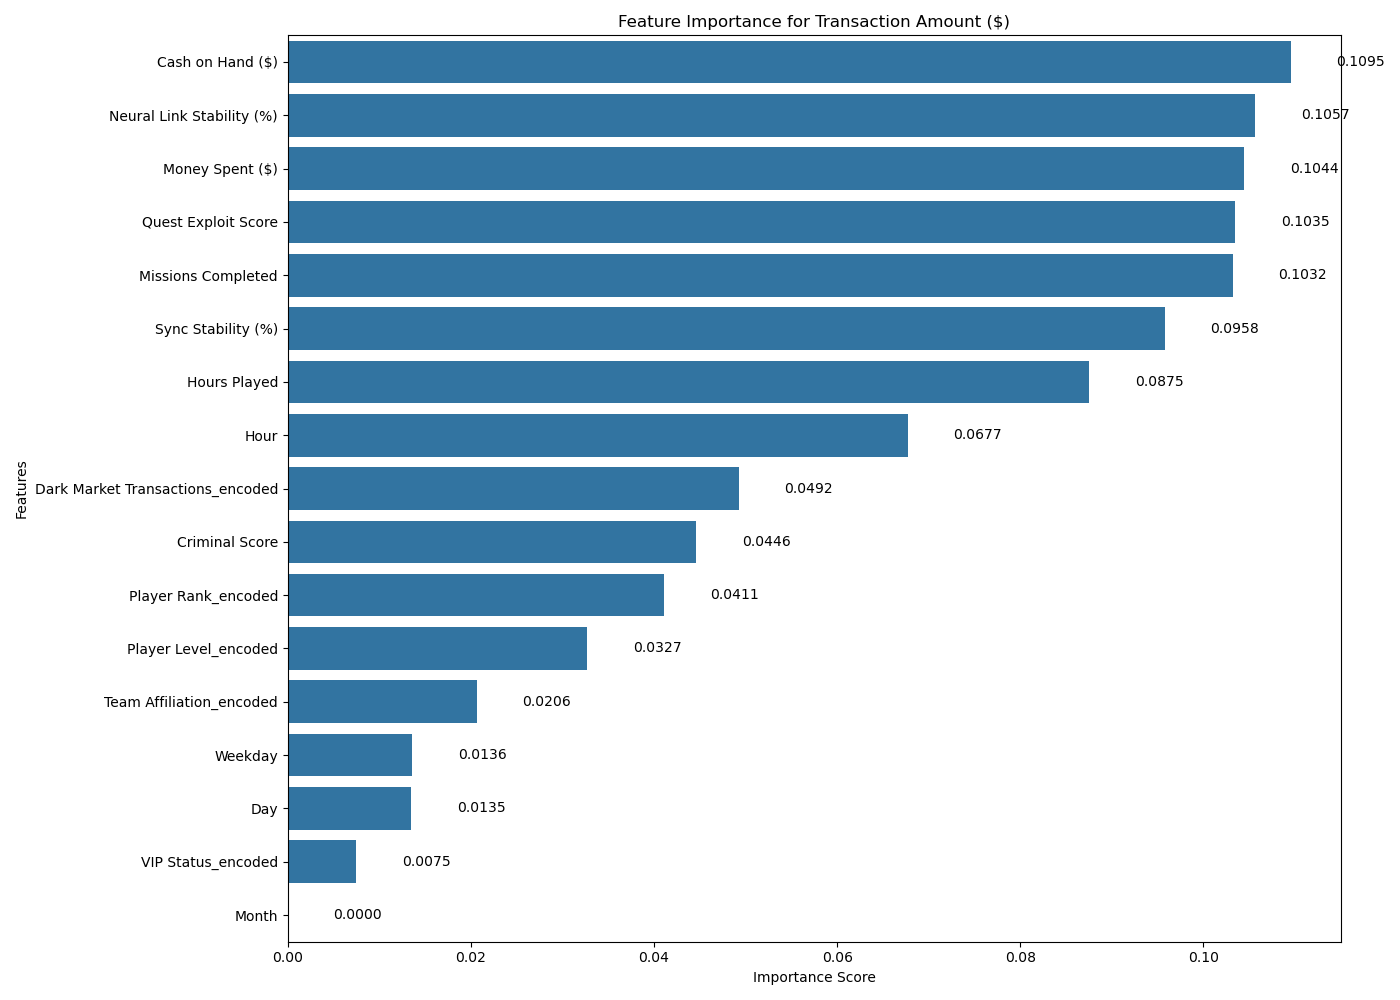 Feature Importance for Transaction Amount ($)
Cash on Hand ($) 0.1095
Neural Link Stability (%) 0.1057
Money Spent ($) 0.1044
Quest Exploit Score 0.1035
Missions Completed 0.1032
Sync Stability (%) 0.0958
Hours Played 0.0875
Hour 0.0677
Features
Dark Market Transactions_encoded 0.0492
Criminal Score 0.0446
Player Rank_encoded 0.0411
Player Level_encoded 0.0327
Team Affiliation_encoded 0.0206
Weekday 0.0136
Day 0.0135
VIP Status_encoded 0.0075
Month 0.0000
0.00 0.02 0.04 0.06 0.08 0.10
Importance Score